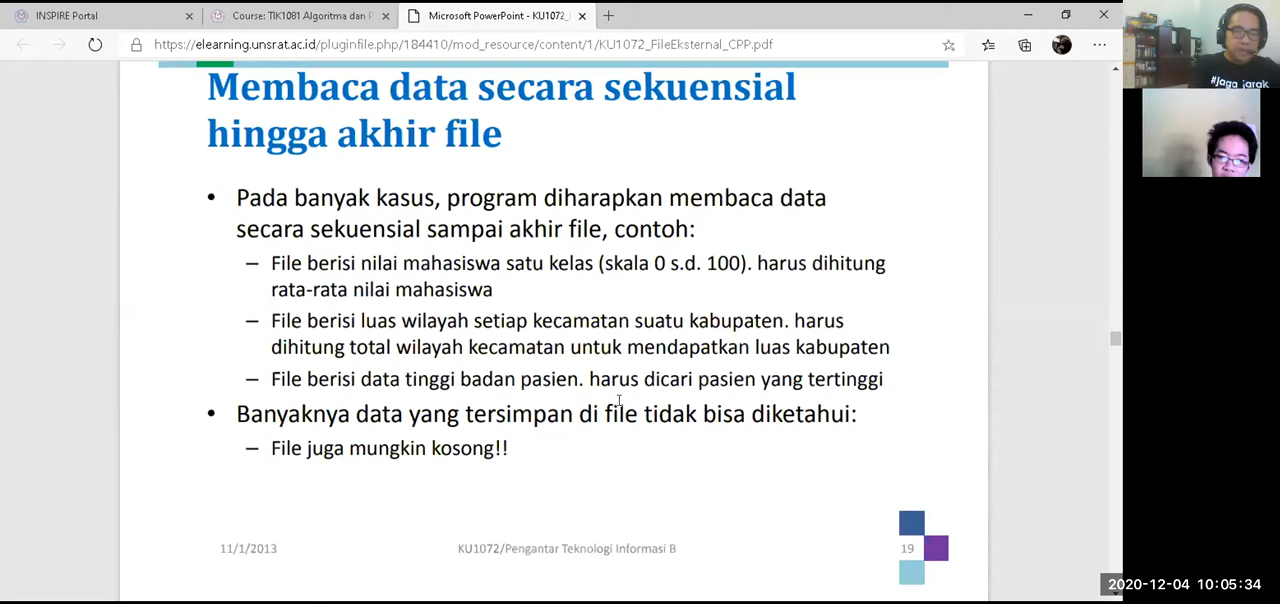 INSPIRE Portal
Course: TIK1081 Algoritma dan P
Microsoft PowerPoint - KU1072_
https://elearning.unsrat.ac.id/pluginfile.php/184410/mod_resource/content/1/KU1072_FileEksternal_CPP.pdf
#jaga jarak
Membaca data secara sekuensial
hingga akhir file
• Pada banyak kasus, program diharapkan membaca data
secara sekuensial sampai akhir file, contoh:
– File berisi nilai mahasiswa satu kelas (skala 0 s.d. 100). harus dihitung
rata-rata nilai mahasiswa
– File berisi luas wilayah setiap kecamatan suatu kabupaten. harus
dihitung total wilayah kecamatan untuk mendapatkan luas kabupaten
– File berisi data tinggi badan pasien. harus dicari pasien yang tertinggi
• Banyaknya data yang tersimpan di file tidak bisa diketahui:
– File juga mungkin kosong!!
11/1/2013
KU1072/Pengantar Teknologi Informasi B
19
2020-12-04 10:05:34